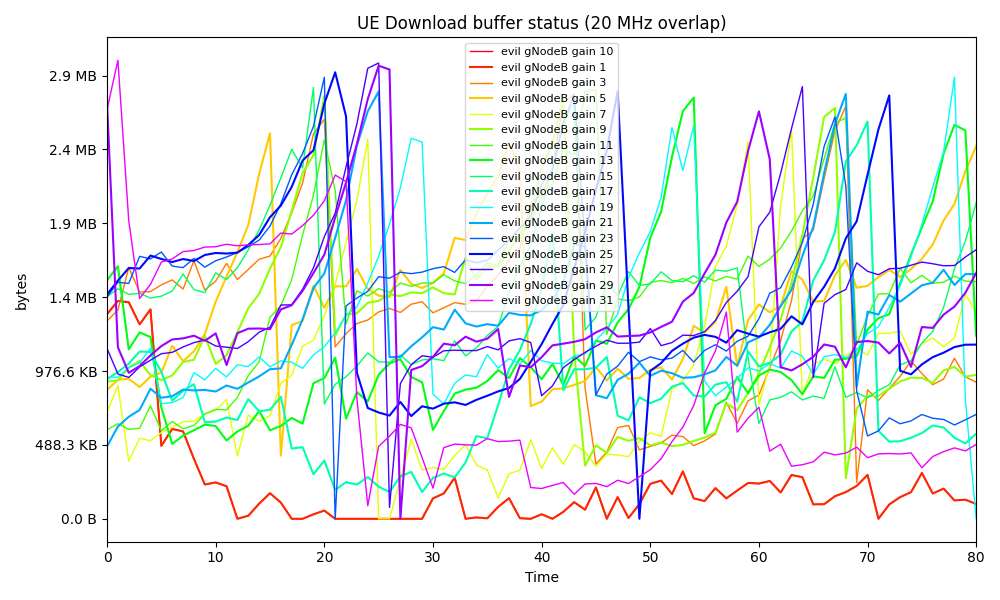 UE Download buffer status (20 MHz overlap)
evil gNodeB gain 10
evil gNodeB gain 1
evil gNodeB gain 3
evil gNodeB gain 5
evil gNodeB gain 7
evil gNodeB gain 9
evil gNodeB gain 11
evil gNodeB gain 13
evil gNodeB gain 15
evil gNodeB gain 17
evil gNodeB gain 19
evil gNodeB gain 21
evil gNodeB gain 23
evil gNodeB gain 25
evil gNodeB gain 27
evil gNodeB gain 29
evil gNodeB gain 31
bytes
2.9 MB
2.4 MB
1.9 MB
1.4 MB
976.6 KB
488.3 KB
0.0 B
0 10 20 30 40 50 60 70 80
Time